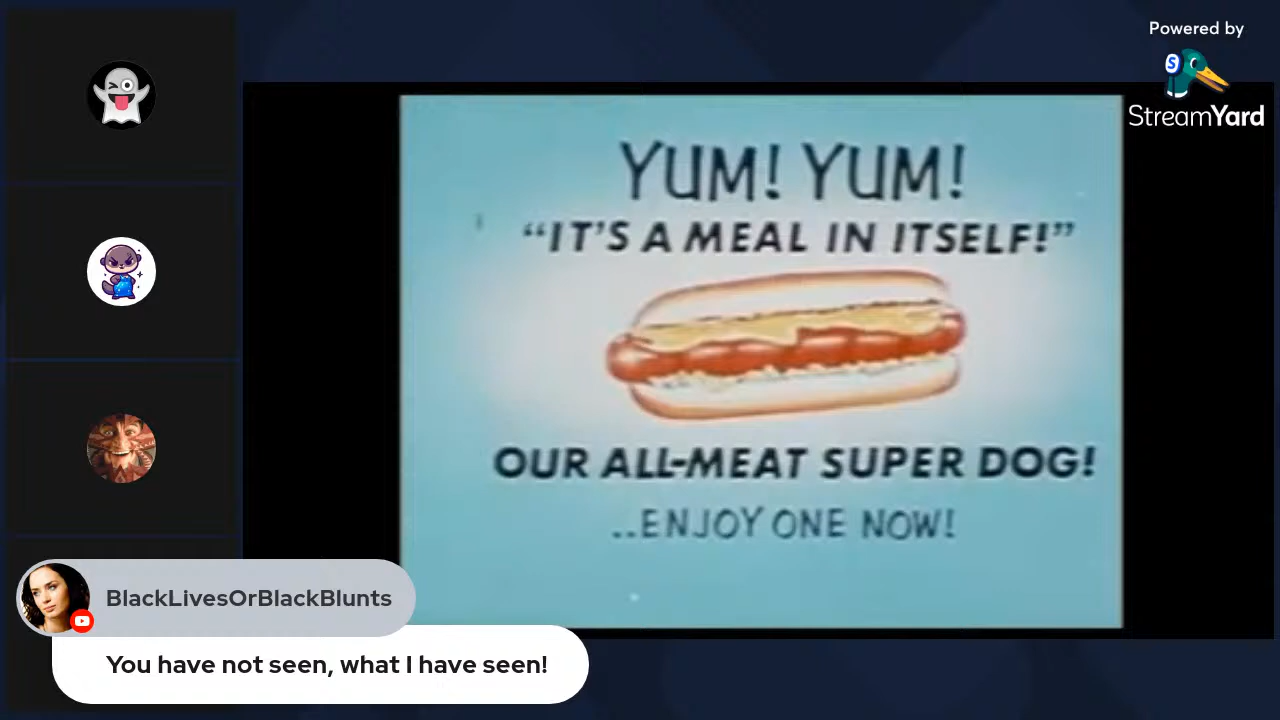 Powered by
StreamYard
YUM! YUM!
“IT’S A MEAL IN ITSELF!”
OUR ALL-MEAT SUPER DOG!
..ENJOY ONE NOW!
BlackLivesOrBlackBlunts
You have not seen, what I have seen!